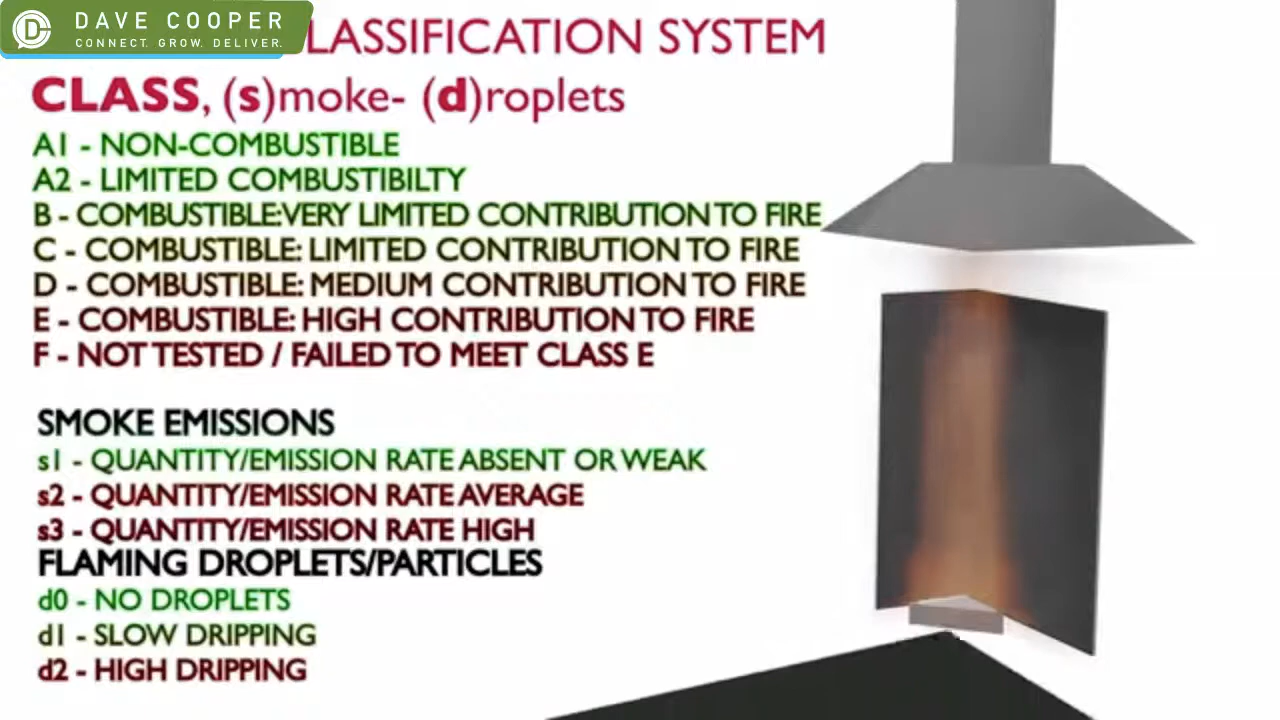 DAVE COOPER
CONNECT. GROW. DELIVER.
LASSIFICATION SYSTEM
CLASS, (s)moke- (d)roplets
A1 - NON-COMBUSTIBLE
A2 - LIMITED COMBUSTIBILTY
B - COMBUSTIBLE:VERY LIMITED CONTRIBUTION TO FIRE
C - COMBUSTIBLE: LIMITED CONTRIBUTION TO FIRE
D - COMBUSTIBLE: MEDIUM CONTRIBUTION TO FIRE
E - COMBUSTIBLE: HIGH CONTRIBUTION TO FIRE
F - NOT TESTED / FAILED TO MEET CLASS E
SMOKE EMISSIONS
s1 - QUANTITY/EMISSION RATE ABSENT OR WEAK
s2 - QUANTITY/EMISSION RATE AVERAGE
s3 - QUANTITY/EMISSION RATE HIGH
FLAMING DROPLETS/PARTICLES
d0 - NO DROPLETS
d1 - SLOW DRIPPING
d2 - HIGH DRIPPING